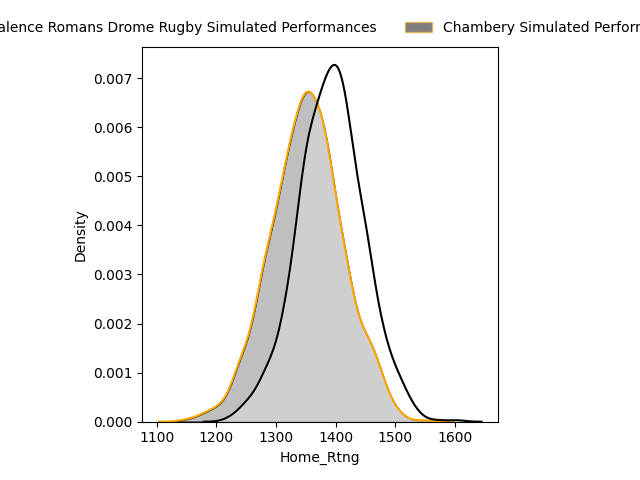 alence Romans Drome Rugby Simulated Performances
Chambery Simulated Perfor
0.007
0.006
0.005
0.004
0.003
0.002
0.001
0.000
Density
1100 1200 1300 1400 1500 1600
Home_Rtng